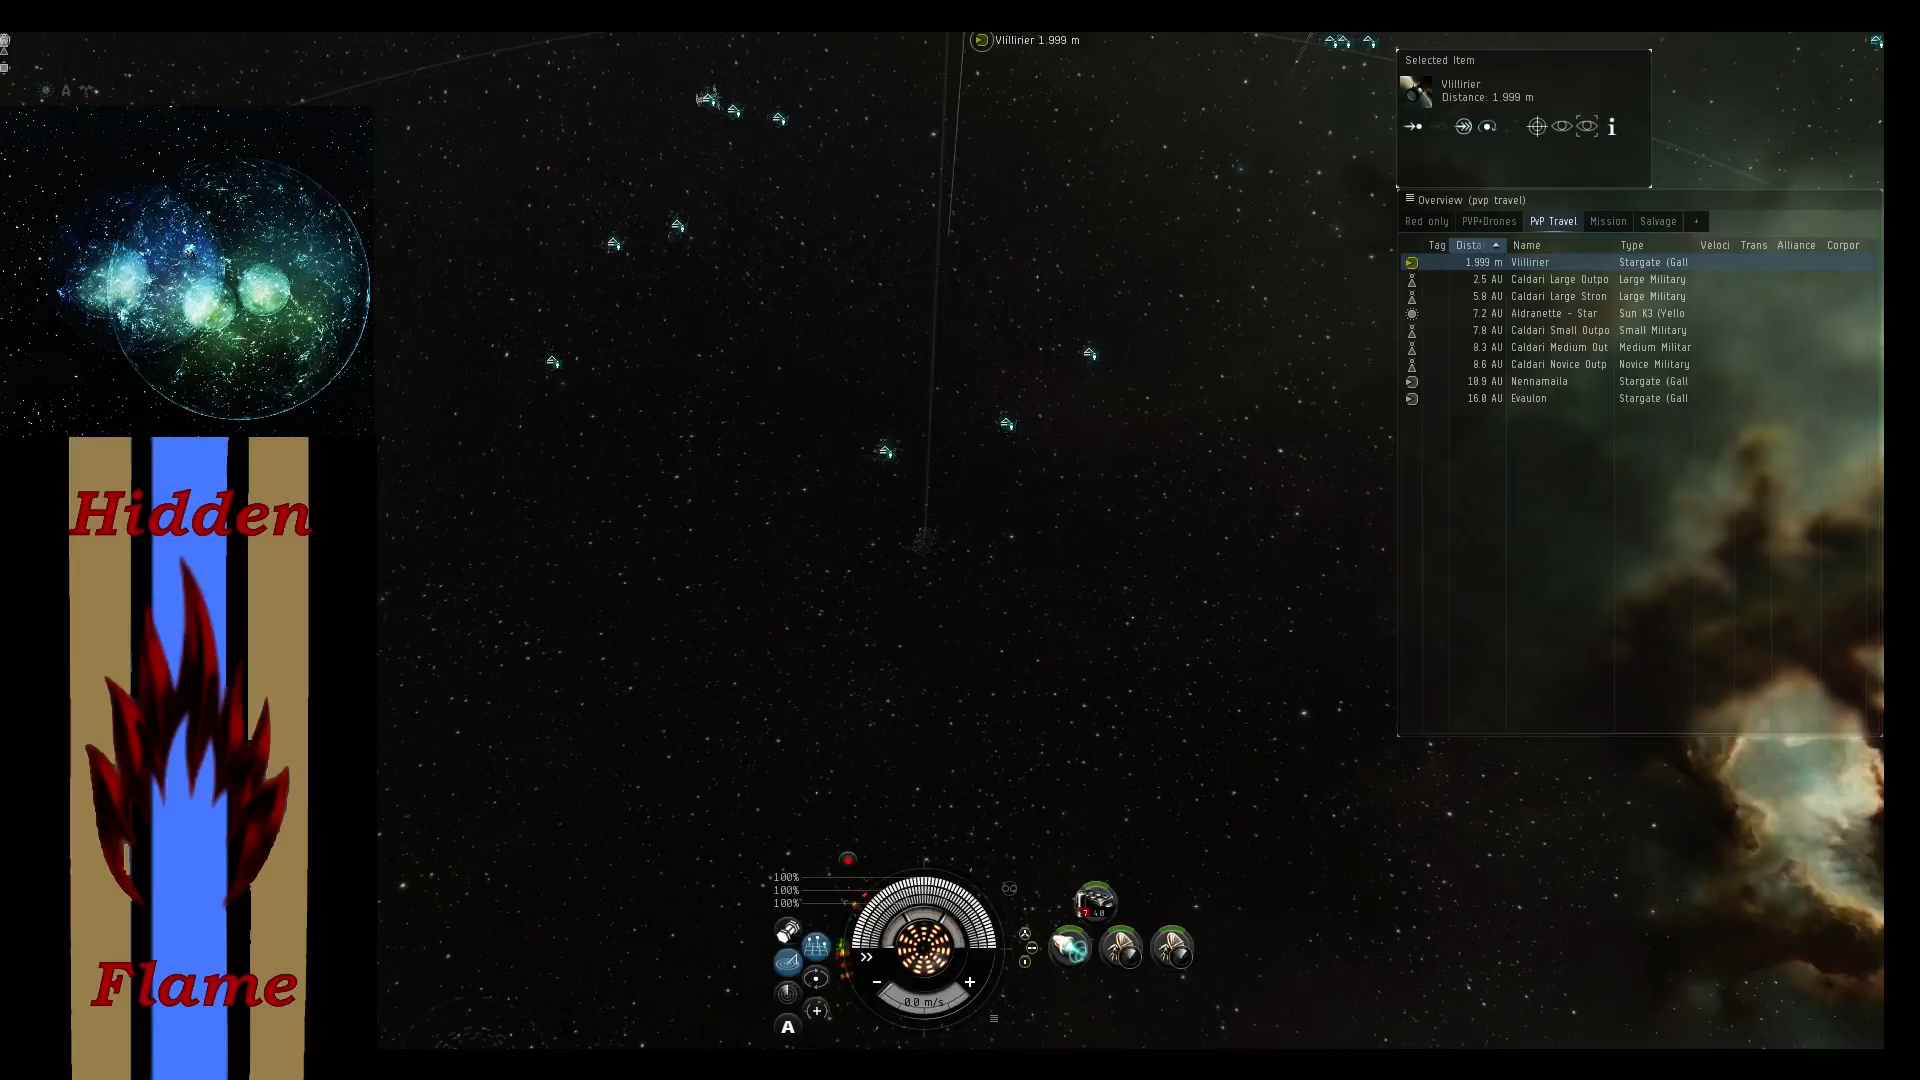 Vlillirier 1.999 m
Selected Item
Vlillirier
Distance: 1.999 m
Overview (pvp travel)
Red only PVP+Drones PvP Travel Mission Salvage +
Tag Dista Name Type Veloci Trans Alliance Corpor
1.999 m Vlillirier Stargate (Gall
2.5 AU Caldari Large Outpo Large Military
5.8 AU Caldari Large Stron Large Military
7.2 AU Aldranette - Star Sun K3 (Yello
7.8 AU Caldari Small Outpo Small Military
8.3 AU Caldari Medium Out Medium Militar
8.6 AU Caldari Novice Outp Novice Military
10.9 AU Nennamaila Stargate (Gall
16.0 AU Evaulon Stargate (Gall
Hidden
Flame
100%
100%
100%
7 40
0.0 m/s
A